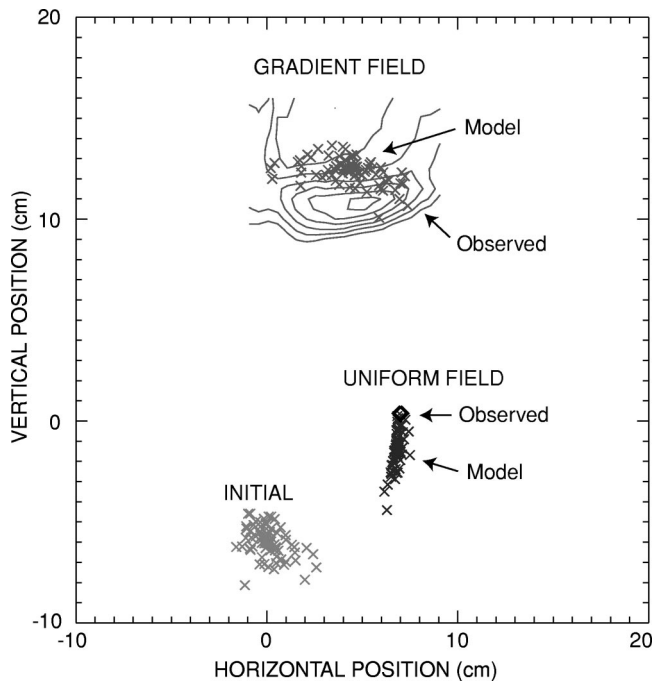 20
GRADIENT FIELD
Model
10
Observed
VERTICAL POSITION (cm)
UNIFORM FIELD
0
Observed
Model
INITIAL
-10
-10 0 10 20
HORIZONTAL POSITION (cm)